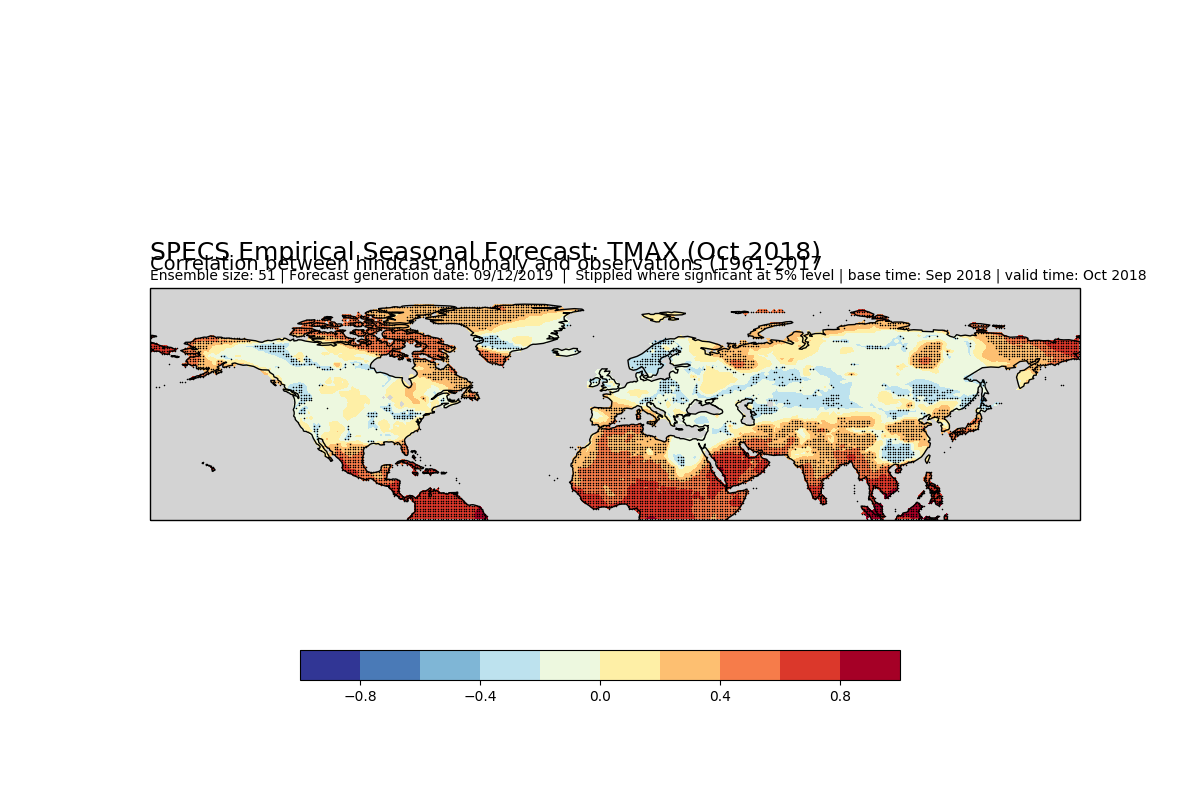 SPECS Empirical Seasonal Forecast: TMAX (Oct 2018)
Correlation between hindcast anomaly and observations (1961-2017
Ensemble size: 51 | Forecast generation date: 09/12/2019 | Stippled where signficant at 5% level | base time: Sep 2018 | valid time: Oct 2018
−0.8 −0.4 0.0 0.4 0.8